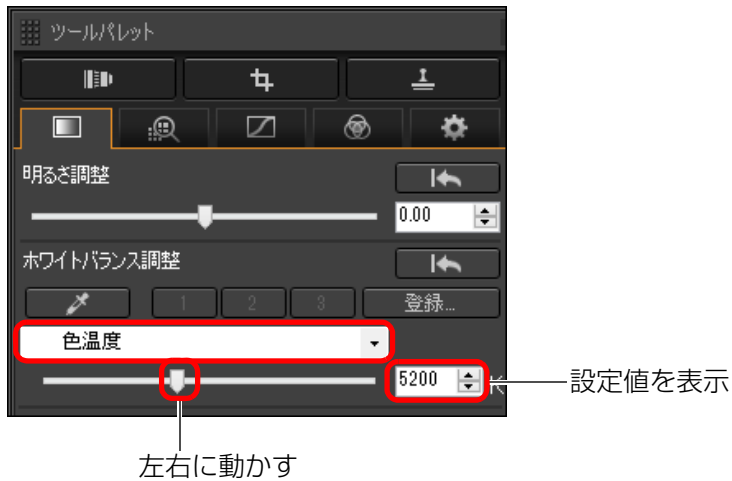 ツールパレット
明るさ調整
0.00
ホワイトバランス調整
1 2 3 登録...
色温度
5200 K
設定値を表示
左右に動かす